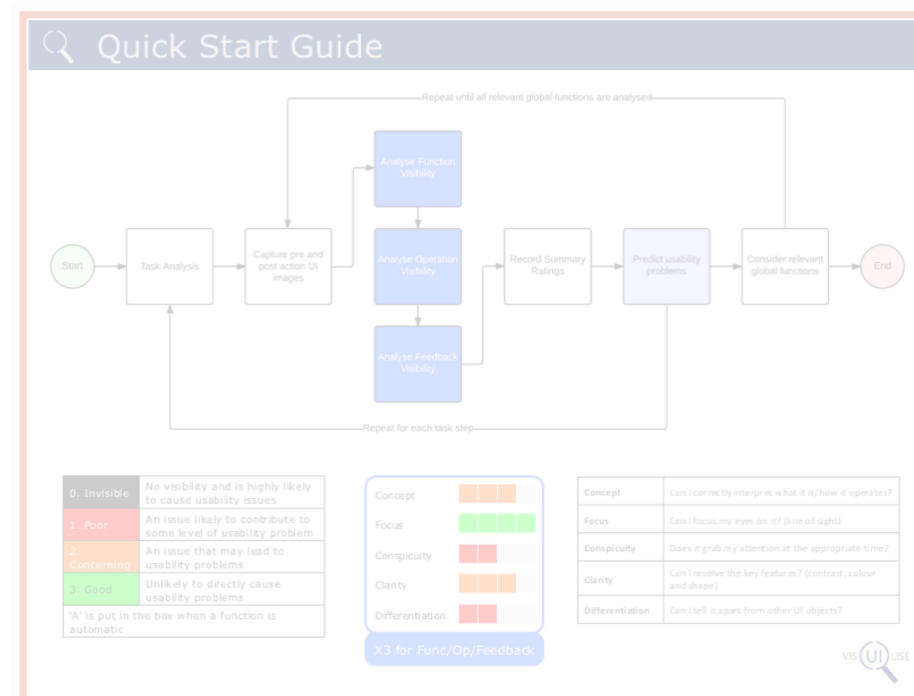 Quick Start Guide
Repeat until all relevant global functions are analysed
Analyse Function
Visibility
Start
Task Analysis
Capture pre and
post action UI
images
Analyse Operation
Visibility
Record Summary
Ratings
Predict usability
problems
Consider relevant
global functions
End
Analyse Feedback
Visibility
Repeat for each task step
0. Invisible
No visibility and is highly likely
to cause usability issues
1. Poor
An issue likely to contribute to
some level of usability problem
2.
Concerning
An issue that may lead to
usability problems
3. Good
Unlikely to directly cause
usability problems
'A' is put in the box when a function is
automatic
Concept
Focus
Conspicuity
Clarity
Differentiation
X3 for Func/Op/Feedback
Concept
Can I correctly interpret what it is/how it operates?
Focus
Can I focus my eyes on it? (line of sight)
Conspicuity
Does it grab my attention at the appropriate time?
Clarity
Can I resolve the key features? (contrast, colour
and shape)
Differentiation
Can I tell it apart from other UI objects?
VIS UI LISE